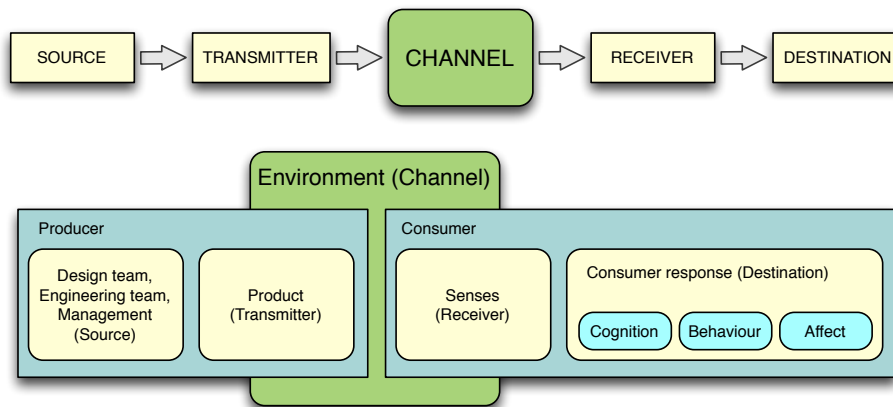 SOURCE
TRANSMITTER
CHANNEL
RECEIVER
DESTINATION
Environment (Channel)
Producer
Design team,
Engineering team,
Management
(Source)
Product
(Transmitter)
Consumer
Senses
(Receiver)
Consumer response (Destination)
Cognition
Behaviour
Affect